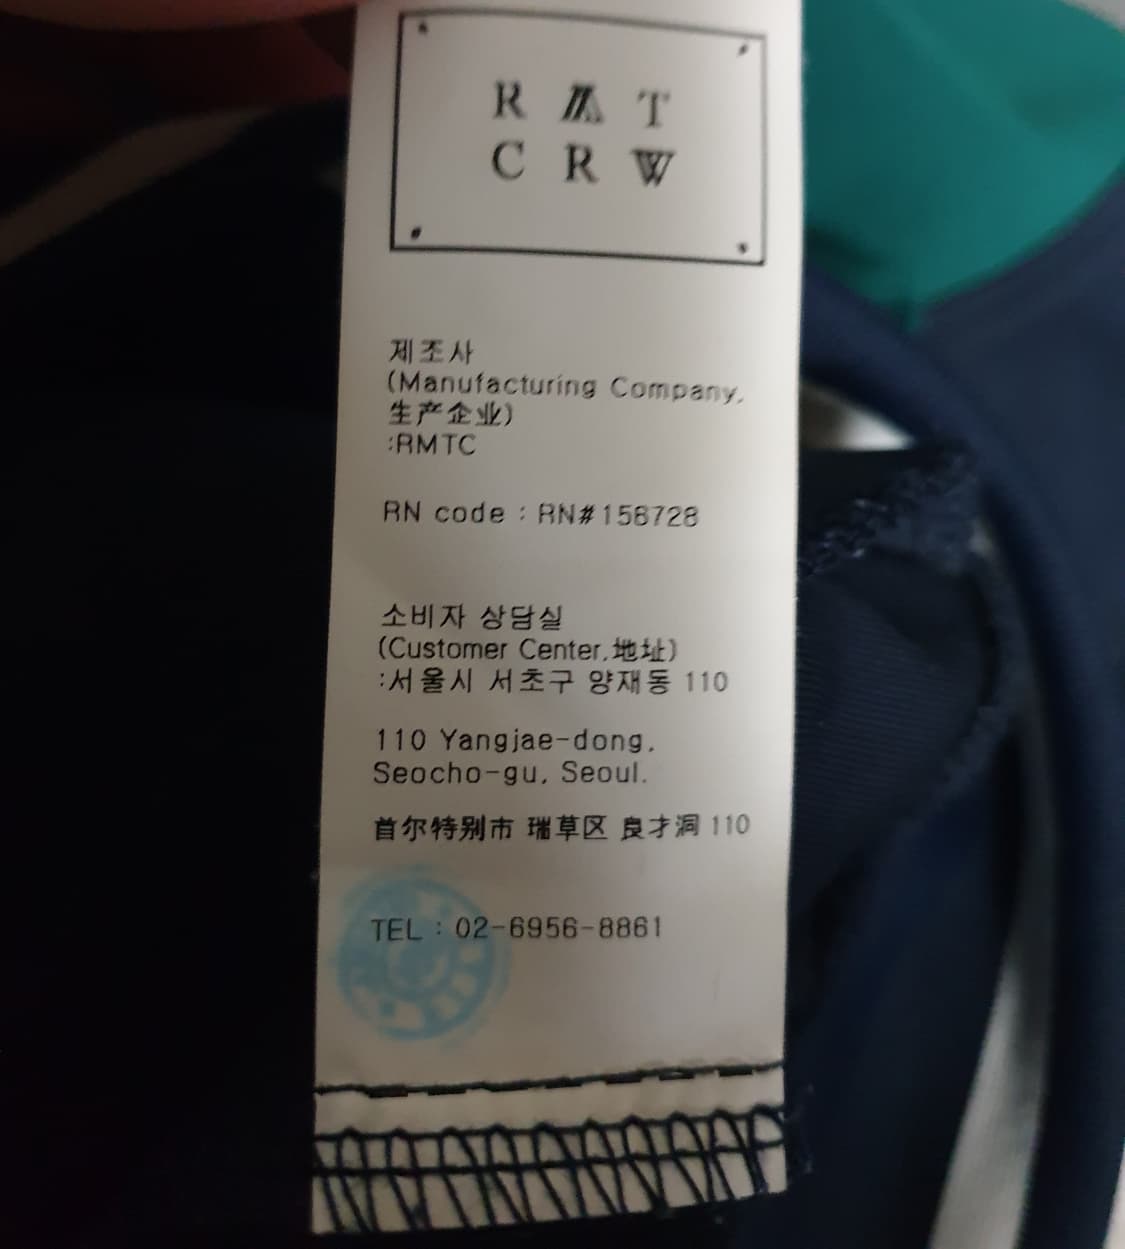 R M T
C R W
제조사
(Manufacturing Company,
生产企业)
:RMTC
RN code : RN#158728
소비자 상담실
(Customer Center,地址)
:서울시 서초구 양재동 110
110 Yangjae-dong,
Seocho-gu, Seoul.
首尔特别市 瑞草区 良才洞 110
TEL : 02-6956-8861